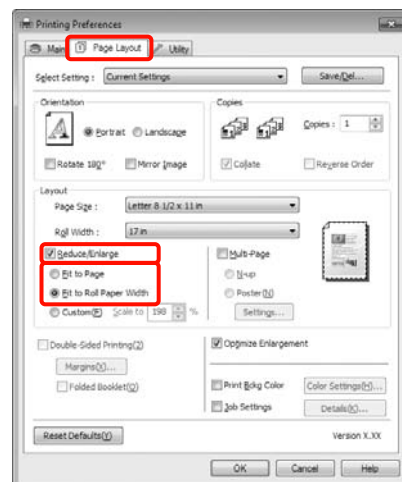 Printing Preferences
Main Page Layout Utility
Select Setting : Current Settings Save/Del...
Orientation Copies
Portrait Landscape Copies : 1
Rotate 180° Mirror Image Collate Reverse Order
Layout
Page Size : Letter 8 1/2 x 11 in
Roll Width : 17 in
Reduce/Enlarge Multi-Page
Fit to Page N-up
Fit to Roll Paper Width Poster(N)
Custom(F) Scale to 198 % Settings...
Double-Sided Printing(2) Optimize Enlargement
Margins(X)...
Folded Booklet(Q) Print Bckg Color Color Settings(H)...
Job Settings Details(K)...
Reset Defaults(Y) Version X.XX
OK Cancel Help